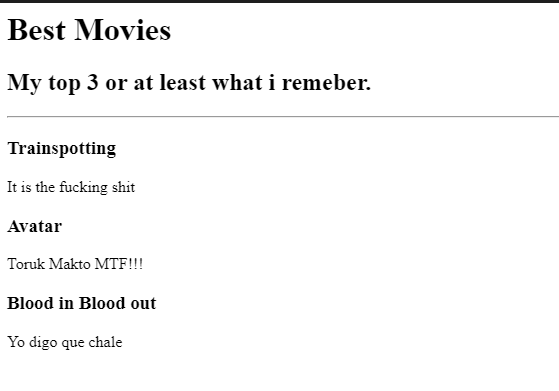 Best Movies
My top 3 or at least what i remeber.
Trainspotting
It is the fucking shit
Avatar
Toruk Makto MTF!!!
Blood in Blood out
Yo digo que chale